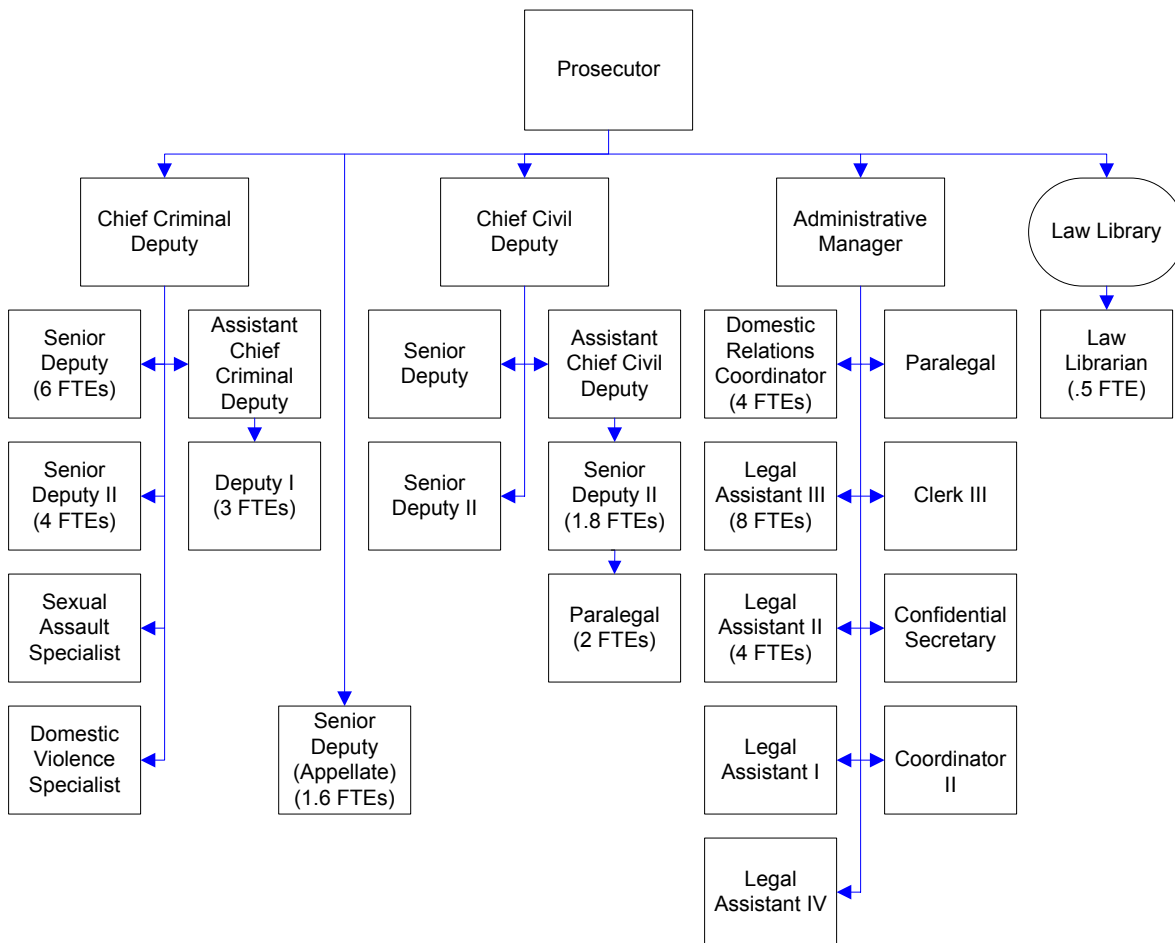 Prosecutor
Chief Criminal
Deputy
Chief Civil
Deputy
Administrative
Manager
Law Library
Senior
Deputy
(6 FTEs)
Assistant
Chief
Criminal
Deputy
Senior
Deputy
Assistant
Chief Civil
Deputy
Domestic
Relations
Coordinator
(4 FTEs)
Paralegal
Law
Librarian
(.5 FTE)
Senior
Deputy II
(4 FTEs)
Deputy I
(3 FTEs)
Senior
Deputy II
Senior
Deputy II
(1.8 FTEs)
Legal
Assistant III
(8 FTEs)
Clerk III
Sexual
Assault
Specialist
Paralegal
(2 FTEs)
Legal
Assistant II
(4 FTEs)
Confidential
Secretary
Domestic
Violence
Specialist
Senior
Deputy
(Appellate)
(1.6 FTEs)
Legal
Assistant I
Coordinator
II
Legal
Assistant IV